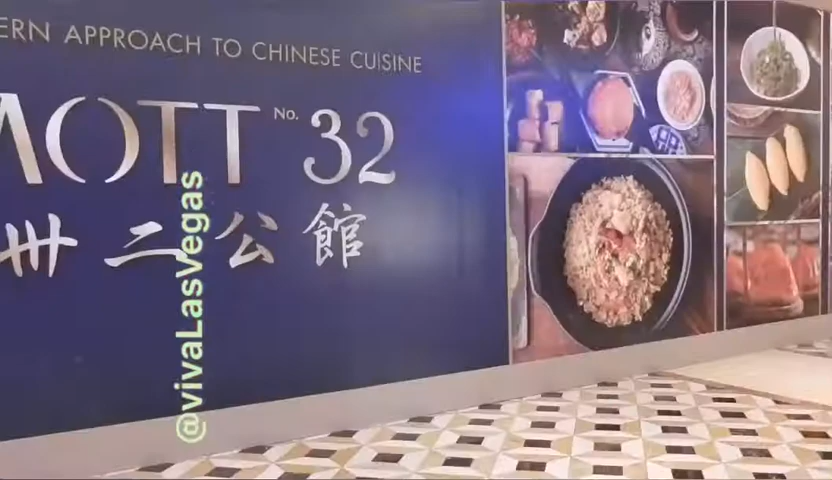 ERN APPROACH TO CHINESE CUISINE
MOTT No. 32
卅二公館
@vivaLasVegas